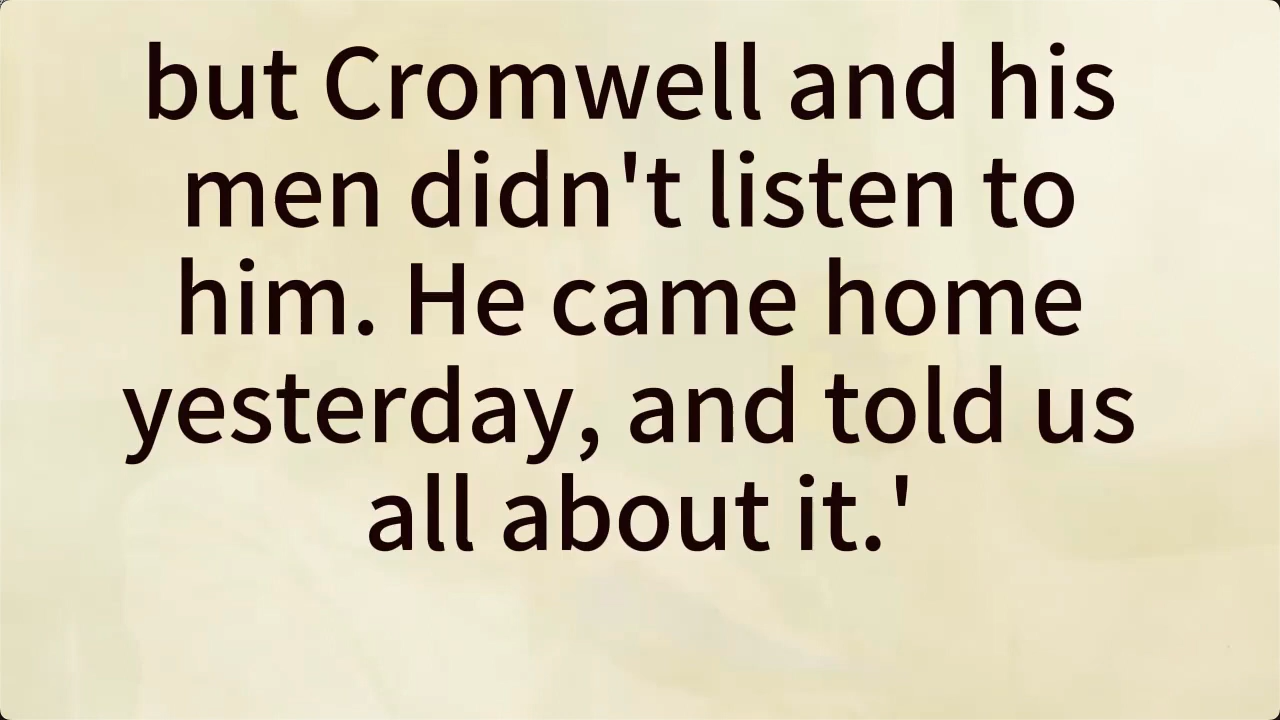 but Cromwell and his
men didn't listen to
him. He came home
yesterday, and told us
all about it.'